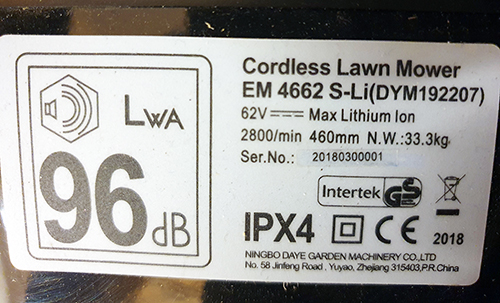 LWA
96
dB
Cordless Lawn Mower
EM 4662 S-Li(DYM192207)
62V Max Lithium Ion
2800/min 460mm N.W.:33.3kg
Ser.No.: 20180300001
Intertek GS
IPX4 CE 2018
NINGBO DAYE GARDEN MACHINERY CO.,LTD
No. 58 Jinfeng Road , Yuyao, Zhejiang 315403,P.R.China